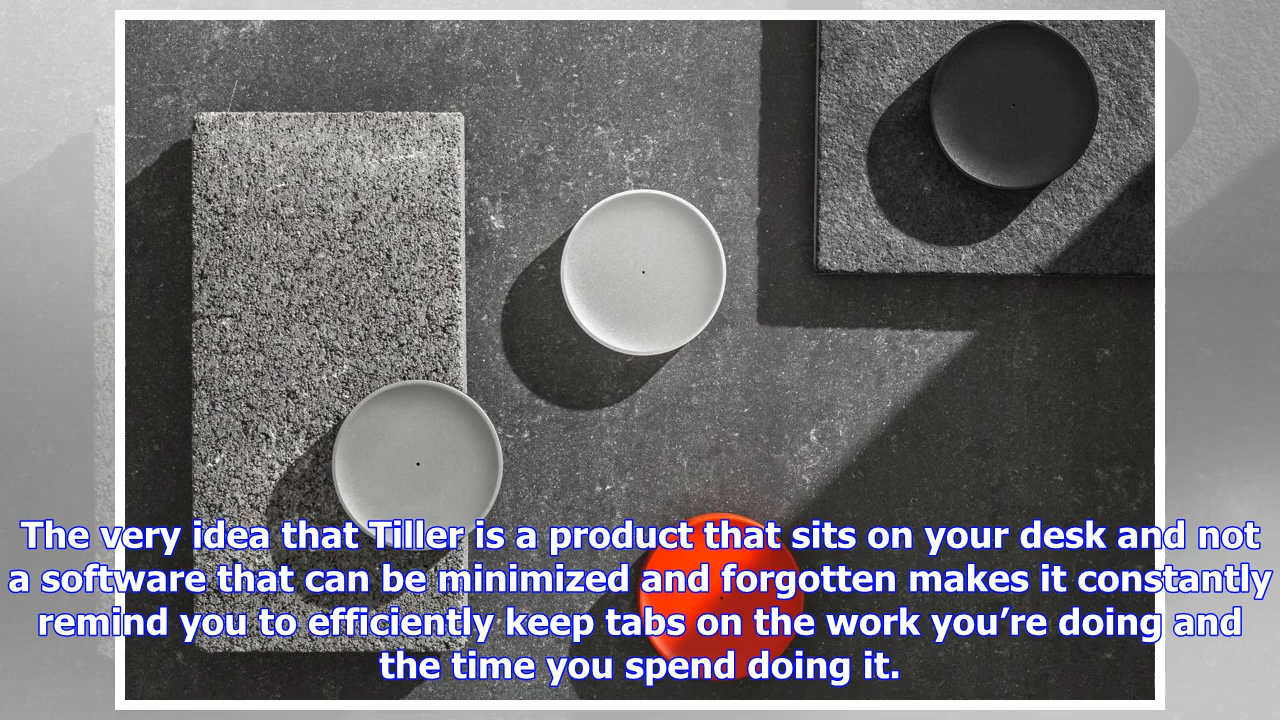 The very idea that Tiller is a product that sits on your desk and not
a software that can be minimized and forgotten makes it constantly
remind you to efficiently keep tabs on the work you’re doing and
the time you spend doing it.